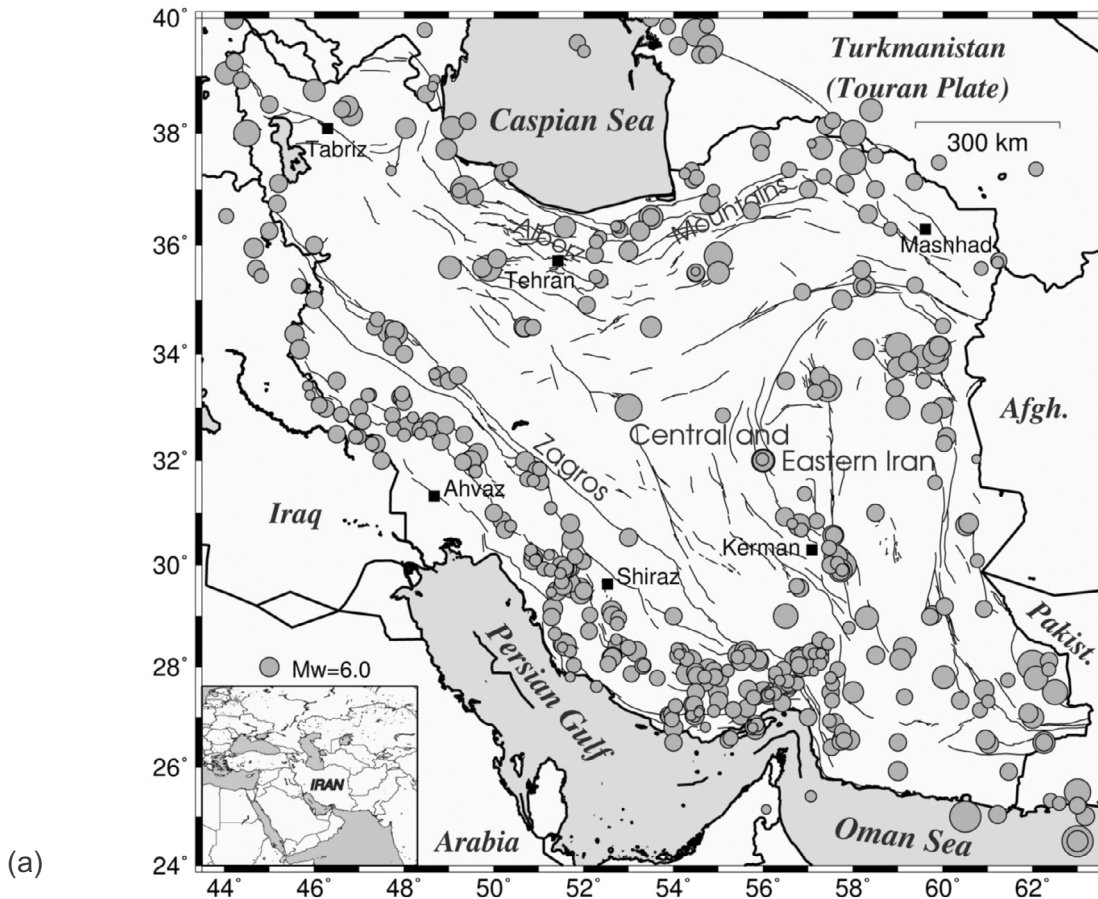 40˚
38˚
36˚
34˚
32˚
30˚
28˚
26˚
24˚
44˚ 46˚ 48˚ 50˚ 52˚ 54˚ 56˚ 58˚ 60˚ 62˚
Turkmanistan
(Touran Plate)
Caspian Sea
300 km
Tabriz
Alborz
Mountains
Mashhad
Tehran
Afgh.
Central and
Eastern Iran
Zagros
Ahvaz
Iraq
Kerman
Shiraz
Pakist.
Persian Gulf
Mw=6.0
IRAN
Arabia
Oman Sea
(a)